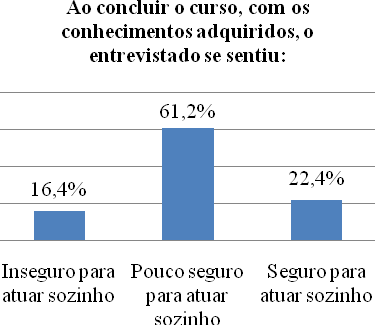 Ao concluir o curso, com os
conhecimentos adquiridos, o
entrevistado se sentiu:
61,2%
22,4%
16,4%
Inseguro para
atuar sozinho
Pouco seguro
para atuar
sozinho
Seguro para
atuar sozinho